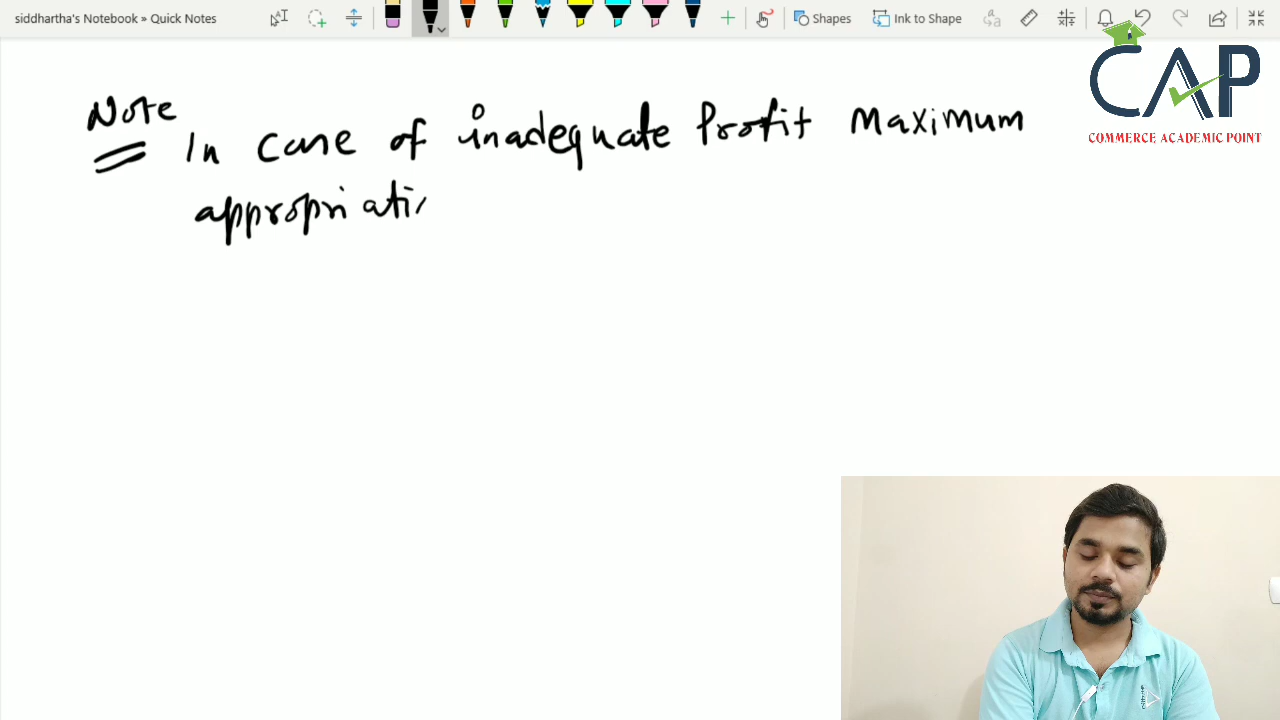 siddhartha's Notebook » Quick Notes
Shapes
Ink to Shape
CAP
COMMERCE ACADEMIC POINT
Note
In case of inadequate Profit Maximum
appropriati